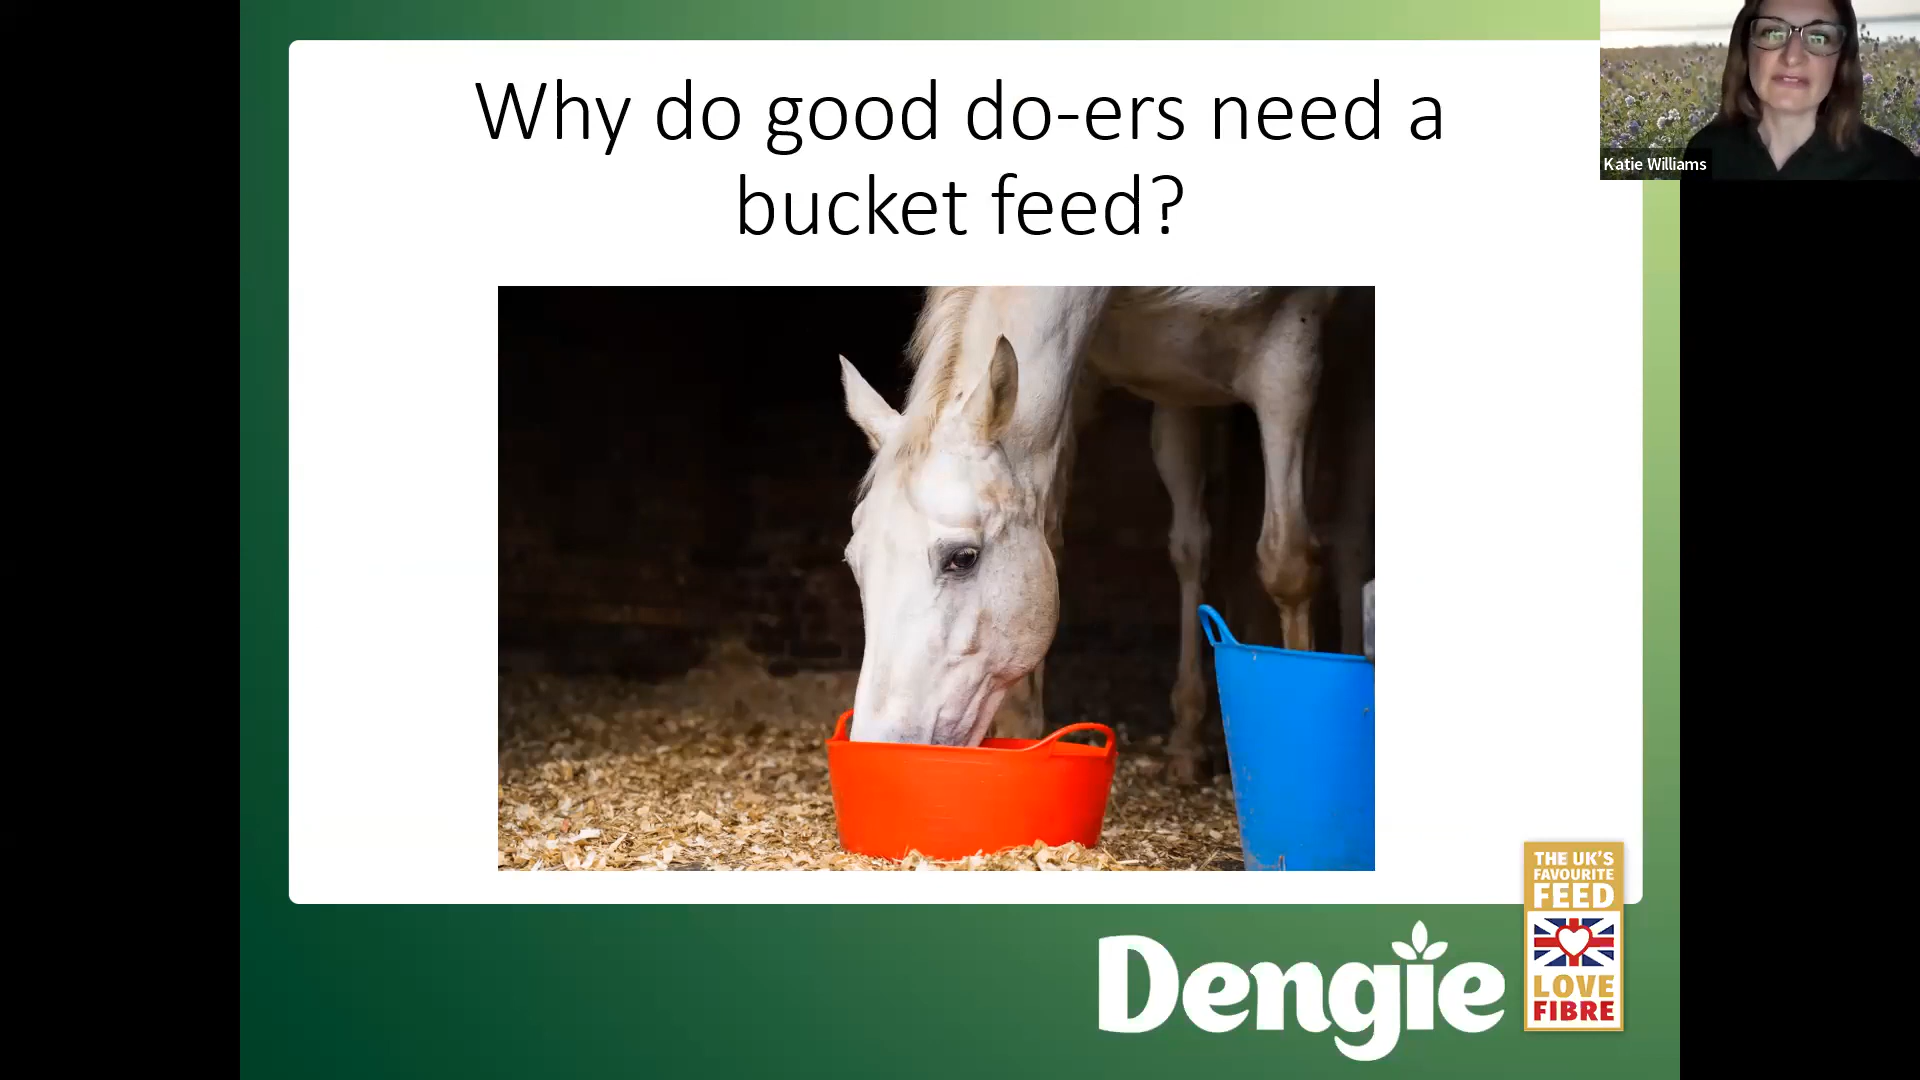 Why do good do-ers need a
bucket feed?
Katie Williams
THE UK'S
FAVOURITE
FEED
LOVE
FIBRE
Dengie